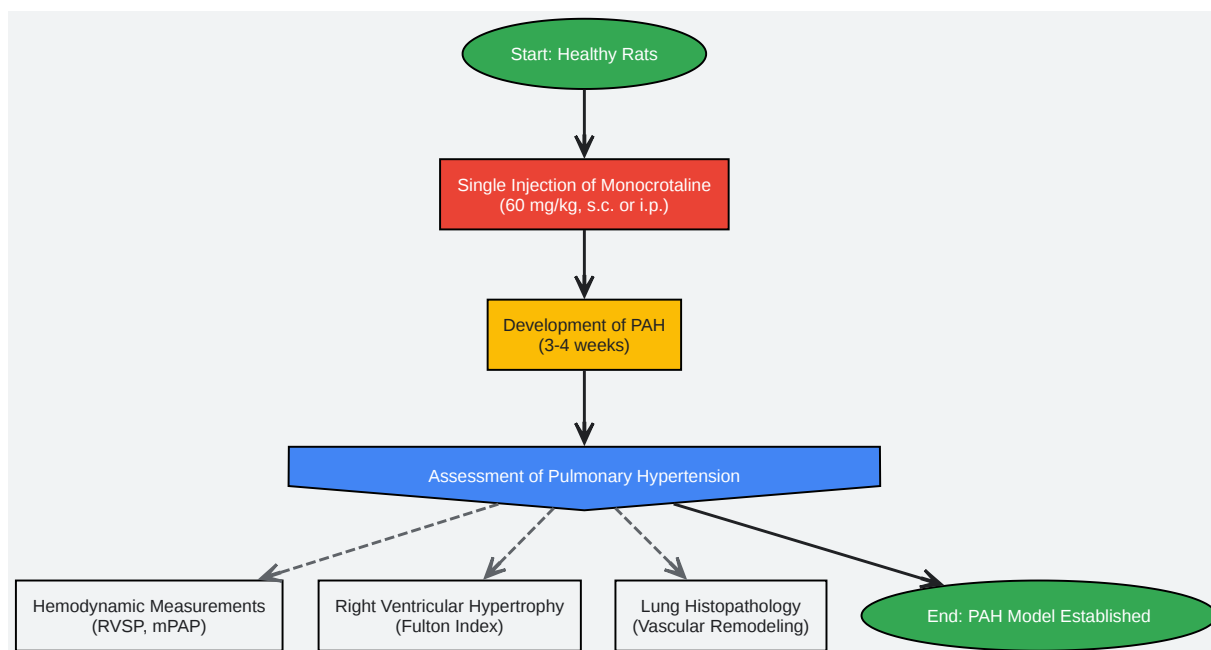 Start: Healthy Rats
Single Injection of Monocrotaline
(60 mg/kg, s.c. or i.p.)
Development of PAH
(3-4 weeks)
Assessment of Pulmonary Hypertension
Hemodynamic Measurements
(RVSP, mPAP)
Right Ventricular Hypertrophy
(Fulton Index)
Lung Histopathology
(Vascular Remodeling)
End: PAH Model Established